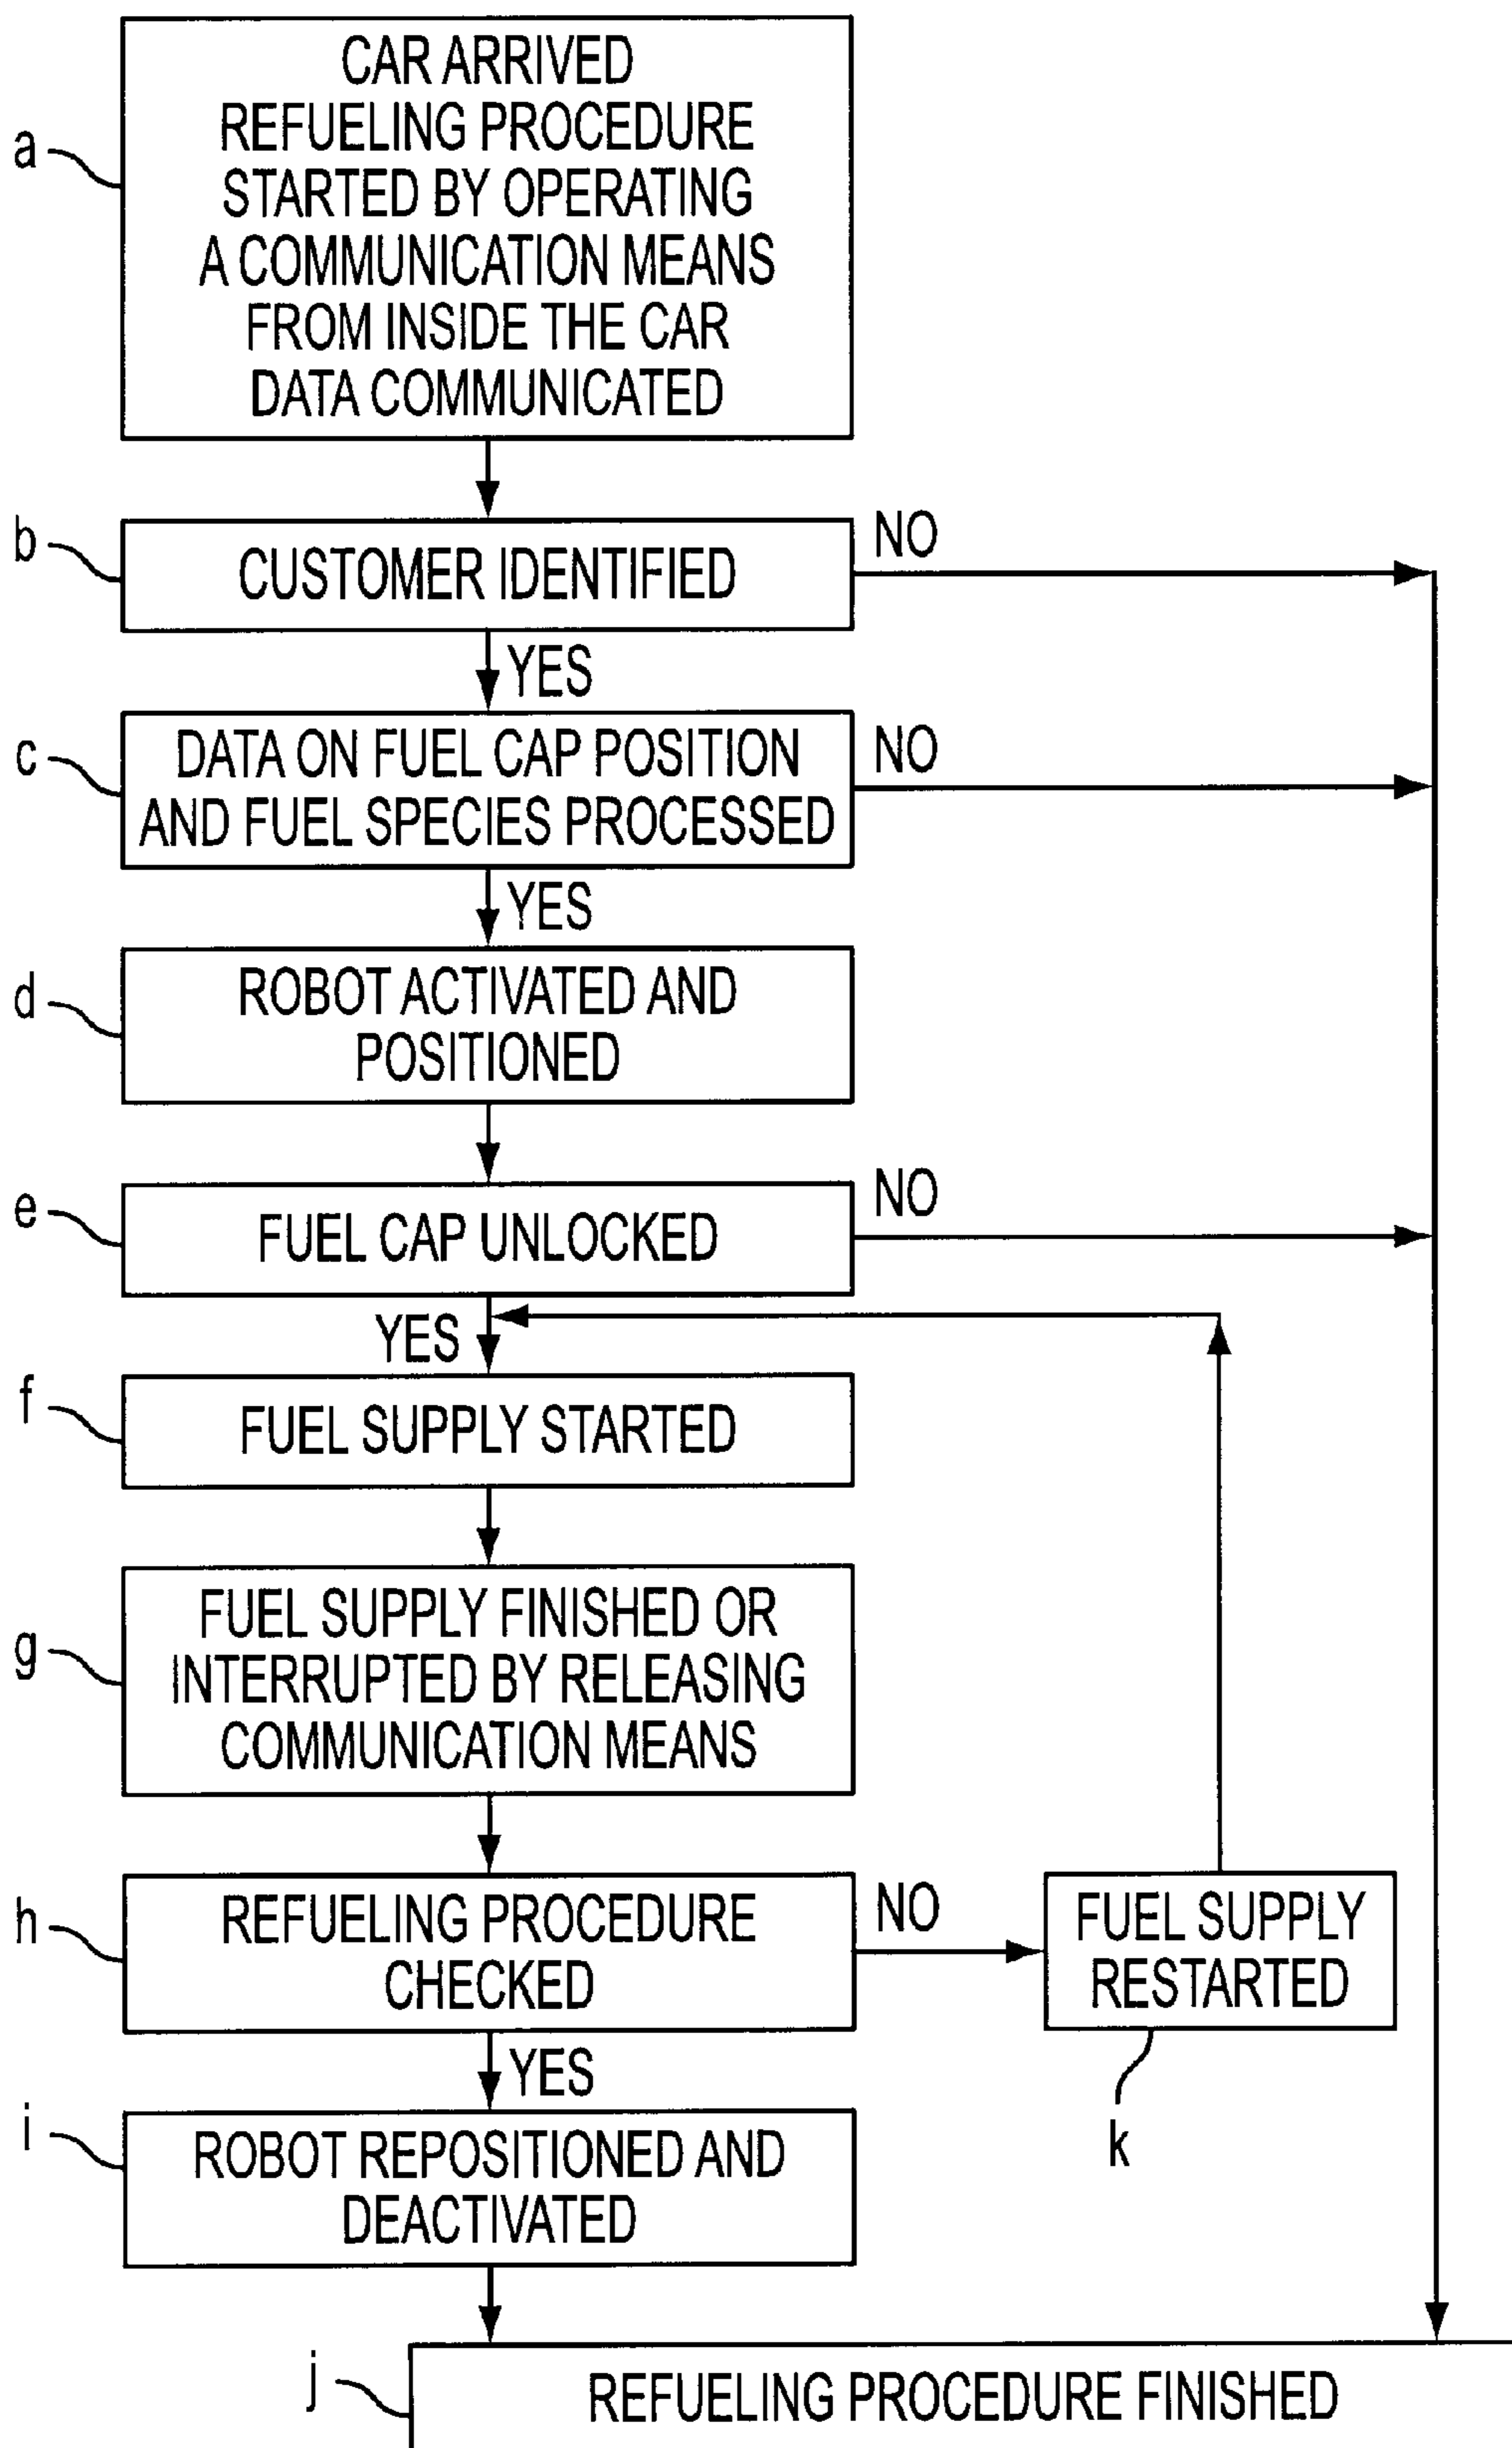 a
CAR ARRIVED
REFUELING PROCEDURE
STARTED BY OPERATING
A COMMUNICATION MEANS
FROM INSIDE THE CAR
DATA COMMUNICATED
b
CUSTOMER IDENTIFIED
NO
YES
c
DATA ON FUEL CAP POSITION
AND FUEL SPECIES PROCESSED
NO
YES
d
ROBOT ACTIVATED AND
POSITIONED
e
FUEL CAP UNLOCKED
NO
YES
f
FUEL SUPPLY STARTED
g
FUEL SUPPLY FINISHED OR
INTERRUPTED BY RELEASING
COMMUNICATION MEANS
h
REFUELING PROCEDURE
CHECKED
NO
FUEL SUPPLY
RESTARTED
k
YES
i
ROBOT REPOSITIONED AND
DEACTIVATED
j
REFUELING PROCEDURE FINISHED